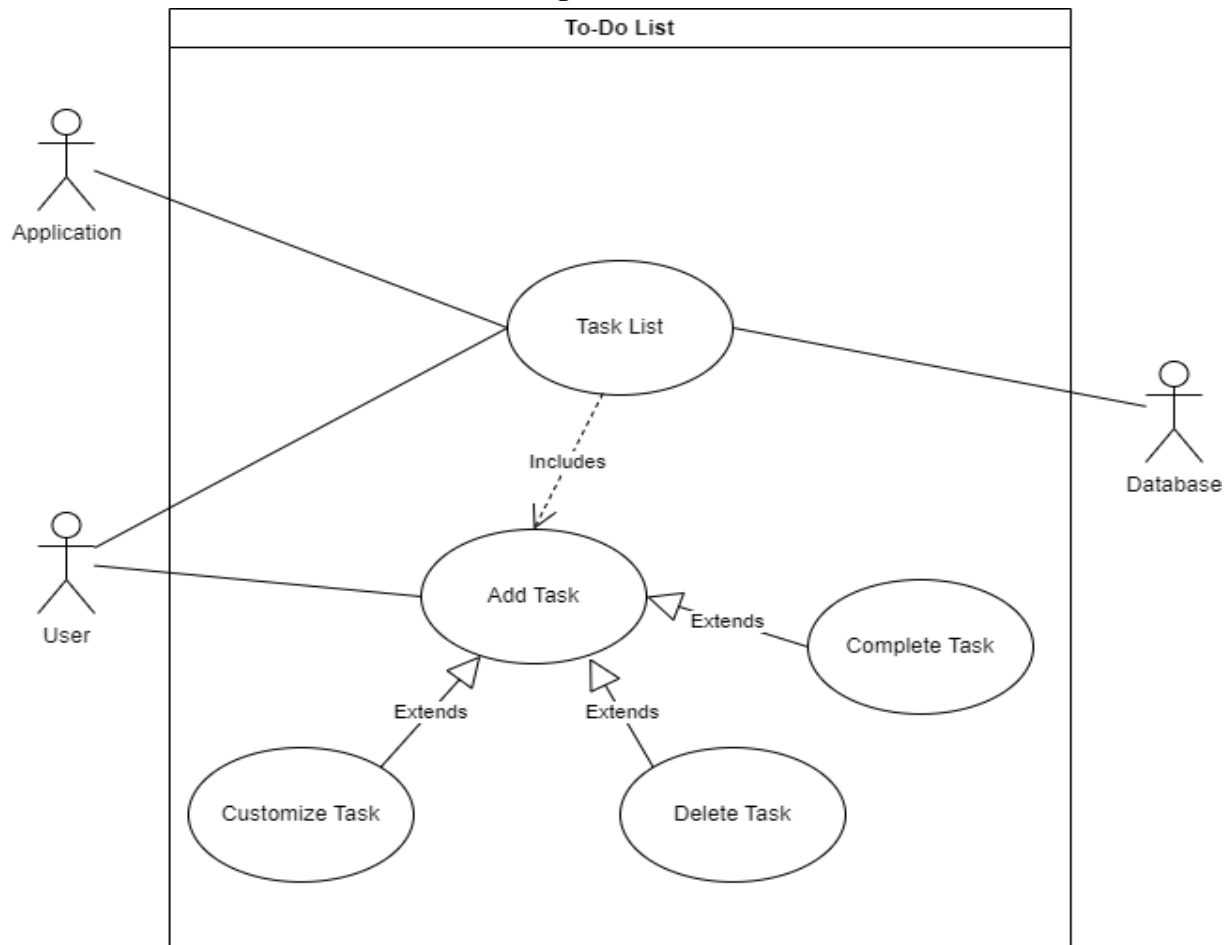 To-Do List
Application
Task List
Includes
Database
Add Task
User
Extends
Complete Task
Extends
Extends
Customize Task
Delete Task